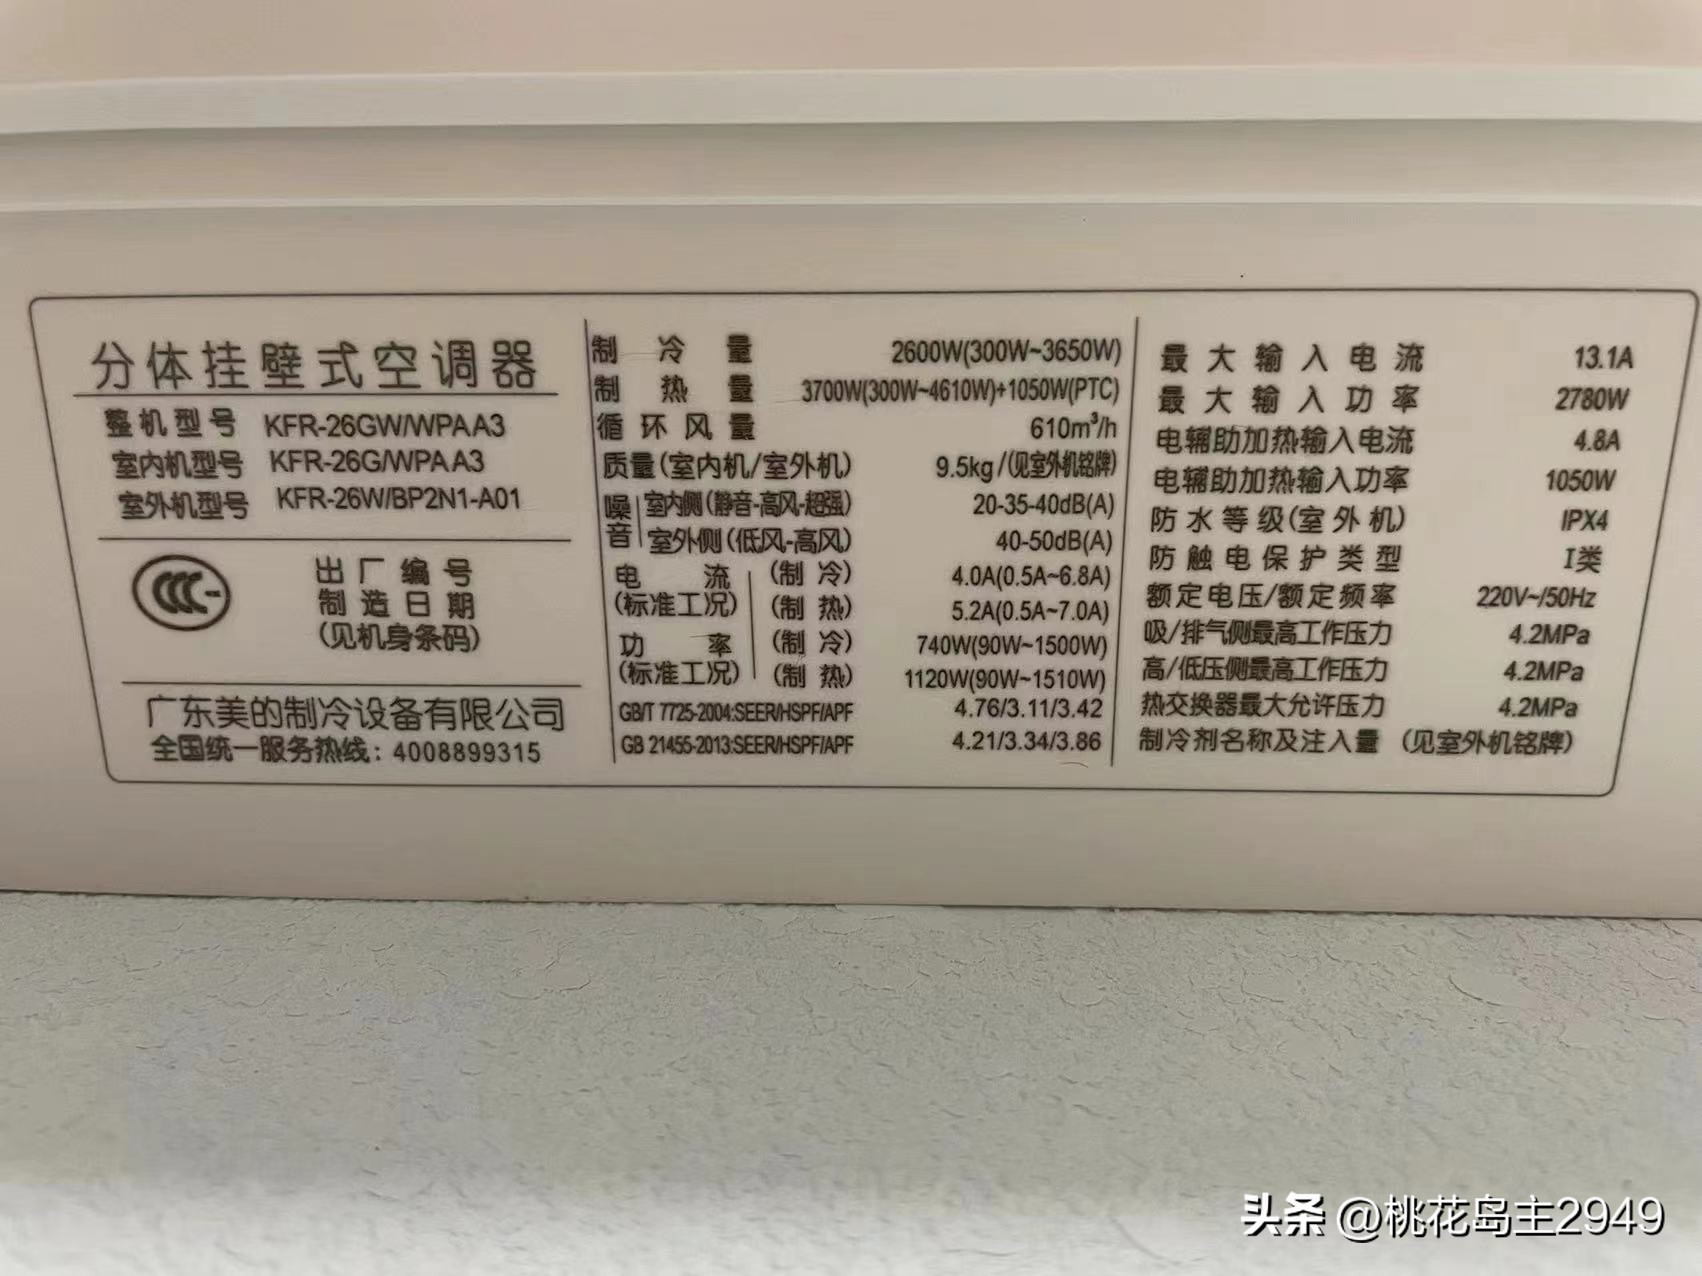 分体挂壁式空调器
整机型号 KFR-26GW/WPAA3
室内机型号 KFR-26G/WPAA3
室外机型号 KFR-26W/BP2N1-A01
CCC
出厂编号
制造日期
(见机身条码)
广东美的制冷设备有限公司
全国统一服务热线：4008899315
制冷量 2600W(300W~3650W)
制热量 3700W(300W~4610W)+1050W(PTC)
循环风量 610m³/h
质量(室内机/室外机) 9.5kg/(见室外机铭牌)
噪音 室内侧(静音-高风-超强) 20-35-40dB(A)
室外侧(低风-高风) 40-50dB(A)
电流 (制冷) 4.0A(0.5A~6.8A)
(标准工况) (制热) 5.2A(0.5A~7.0A)
功率 (制冷) 740W(90W~1500W)
(标准工况) (制热) 1120W(90W~1510W)
GB/T 7725-2004:SEER/HSPF/APF 4.76/3.11/3.42
GB 21455-2013:SEER/HSPF/APF 4.21/3.34/3.86
最大输入电流 13.1A
最大输入功率 2780W
电辅助加热输入电流 4.8A
电辅助加热输入功率 1050W
防水等级(室外机) IPX4
防触电保护类型 I类
额定电压/额定频率 220V~/50Hz
吸/排气侧最高工作压力 4.2MPa
高/低压侧最高工作压力 4.2MPa
热交换器最大允许压力 4.2MPa
制冷剂名称及注入量 (见室外机铭牌)
头条 @桃花岛主2949